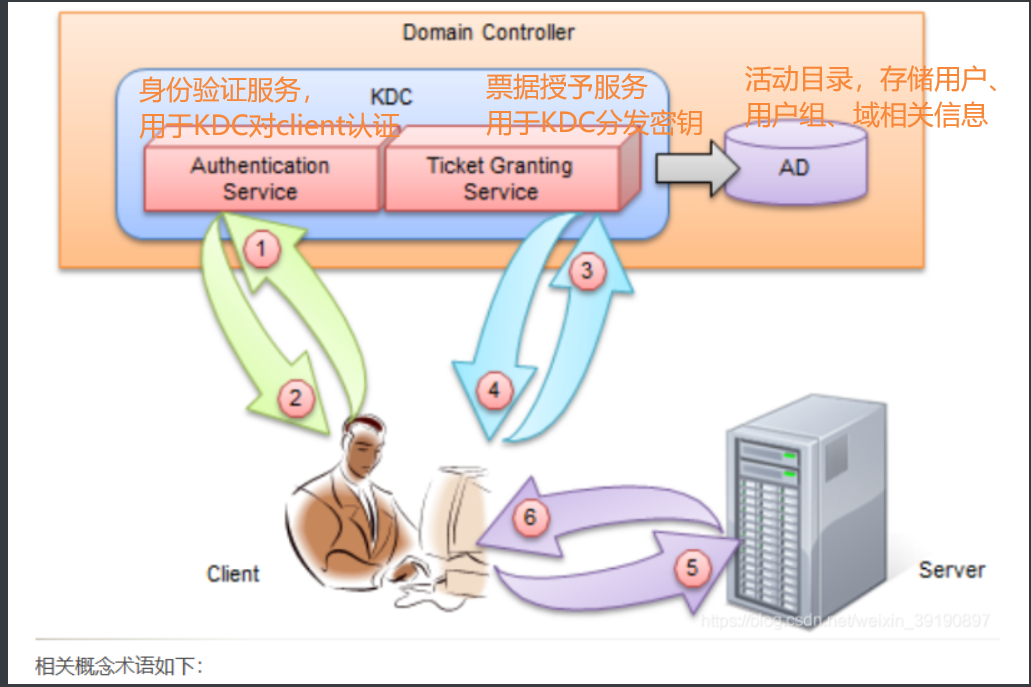 Domain Controller
身份验证服务，
用于KDC对client认证
KDC
票据授予服务
用于KDC分发密钥
活动目录，存储用户、
用户组、域相关信息
Authentication
Service
Ticket Granting
Service
AD
1
2
3
4
6
5
Client
Server
https://blog.csdn.net/weixin_39190897
相关概念术语如下：